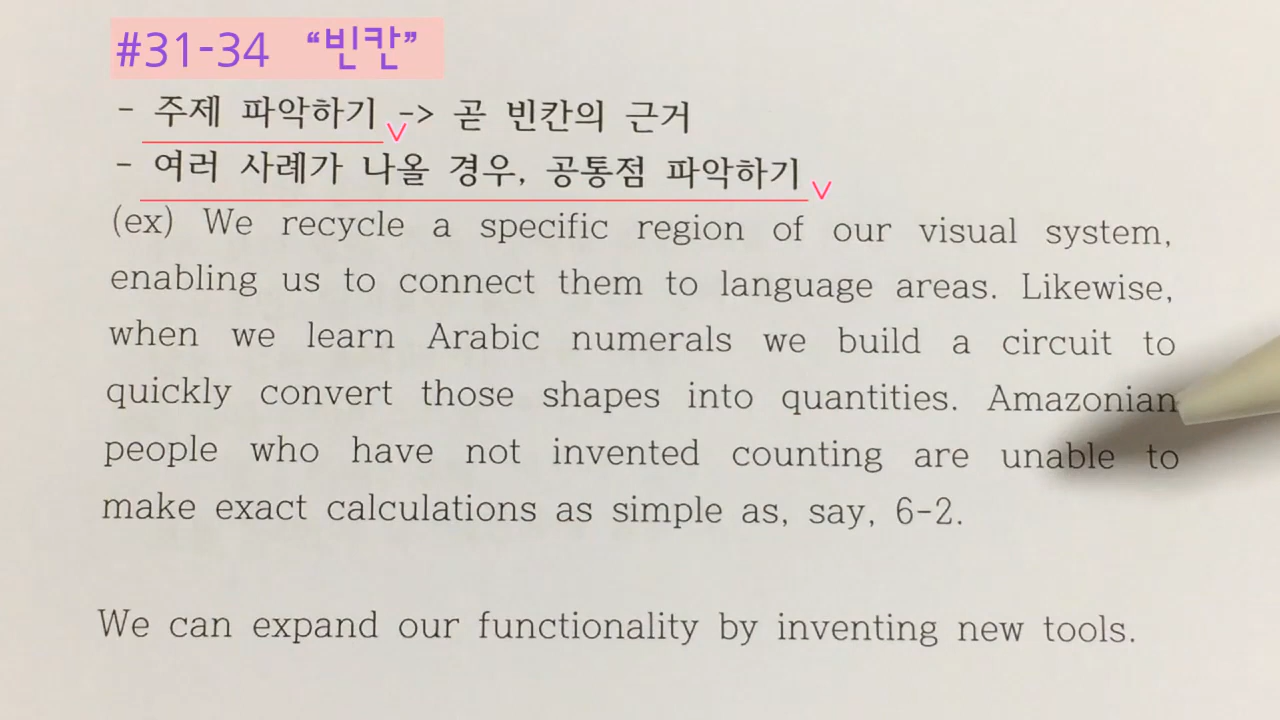 #31-34 “빈칸”
- 주제 파악하기 -> 곧 빈칸의 근거
- 여러 사례가 나올 경우, 공통점 파악하기
(ex) We recycle a specific region of our visual system,
enabling us to connect them to language areas. Likewise,
when we learn Arabic numerals we build a circuit to
quickly convert those shapes into quantities. Amazonian
people who have not invented counting are unable to
make exact calculations as simple as, say, 6-2.
We can expand our functionality by inventing new tools.